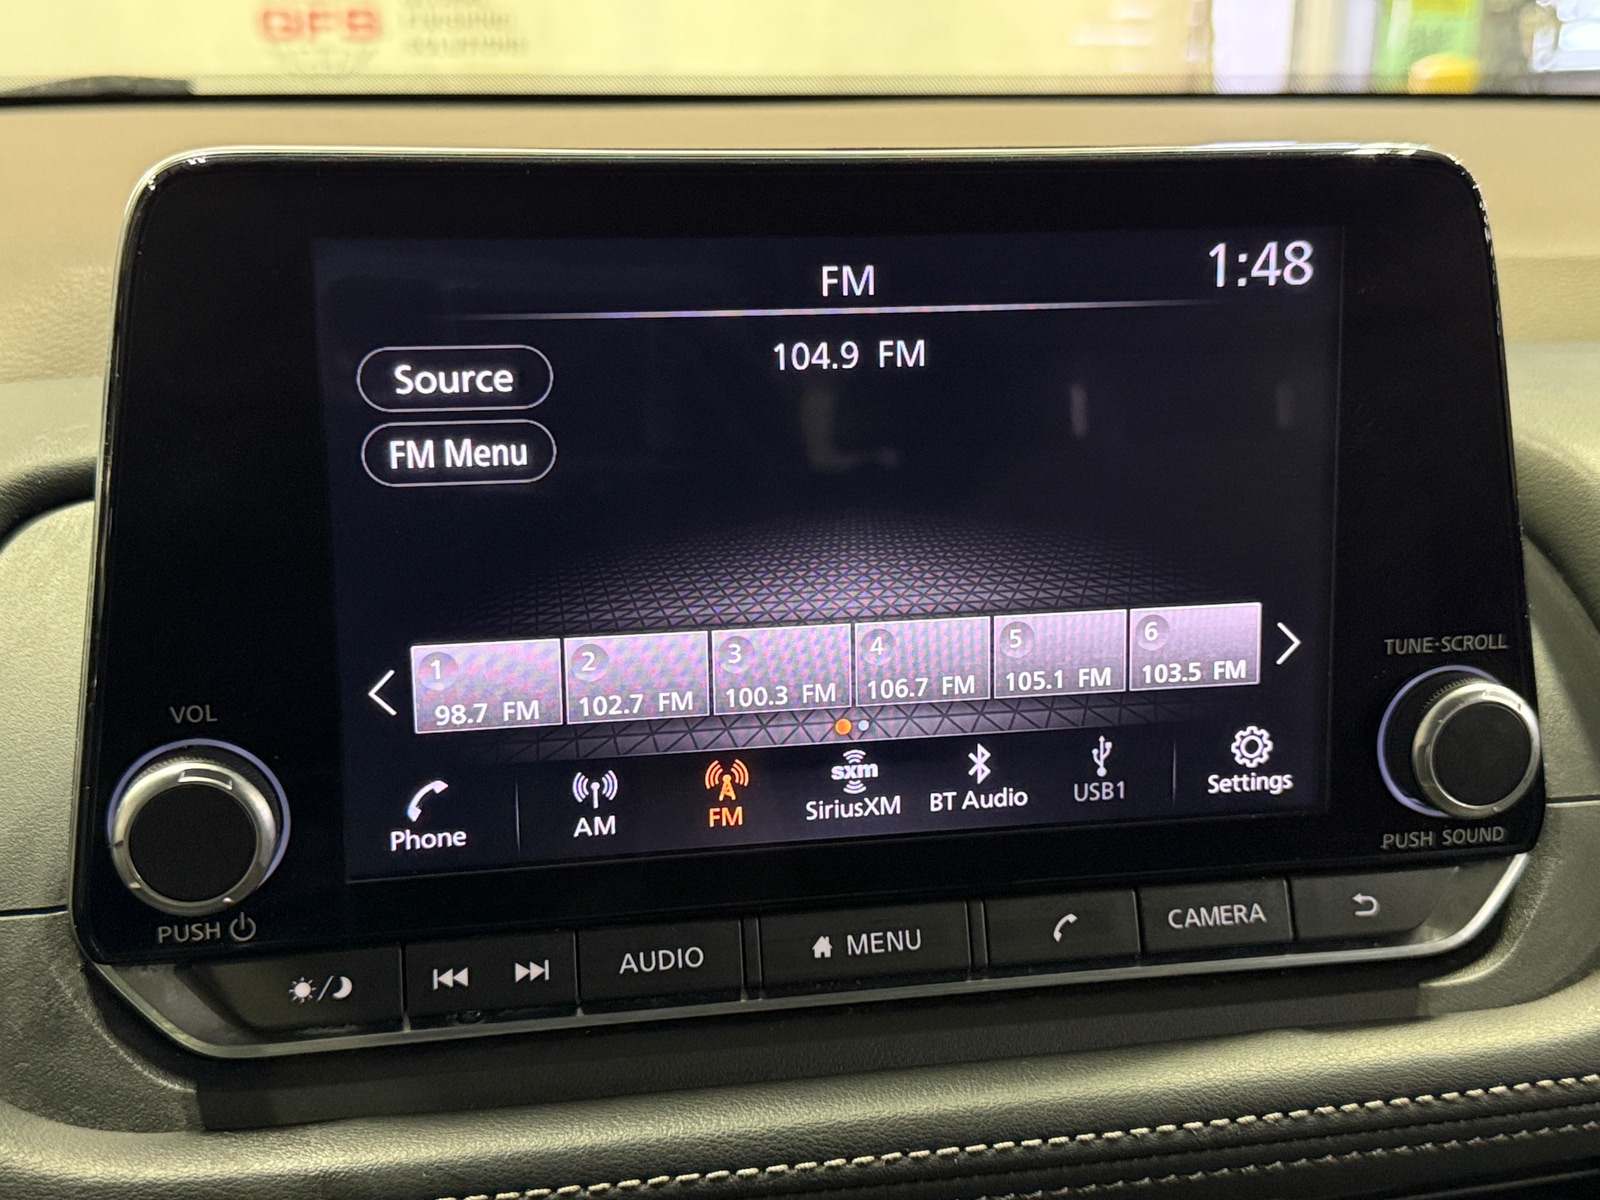 GFS
FM
1:48
104.9 FM
Source
FM Menu
1
98.7 FM
2
102.7 FM
3
100.3 FM
4
106.7 FM
5
105.1 FM
6
103.5 FM
Phone
AM
FM
sxm
SiriusXM
BT Audio
USB1
Settings
VOL
PUSH
TUNE·SCROLL
PUSH SOUND
AUDIO
MENU
CAMERA